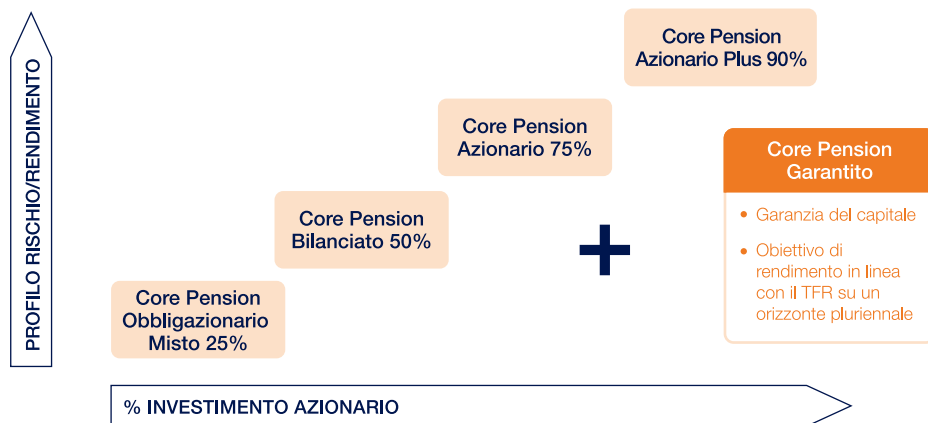 PROFILO RISCHIO/RENDIMENTO
Core Pension
Azionario Plus 90%
Core Pension
Azionario 75%
Core Pension
Bilanciato 50%
Core Pension
Obbligazionario
Misto 25%
+
Core Pension
Garantito
• Garanzia del capitale
• Obiettivo di
rendimento in linea
con il TFR su un
orizzonte pluriennale
% INVESTIMENTO AZIONARIO